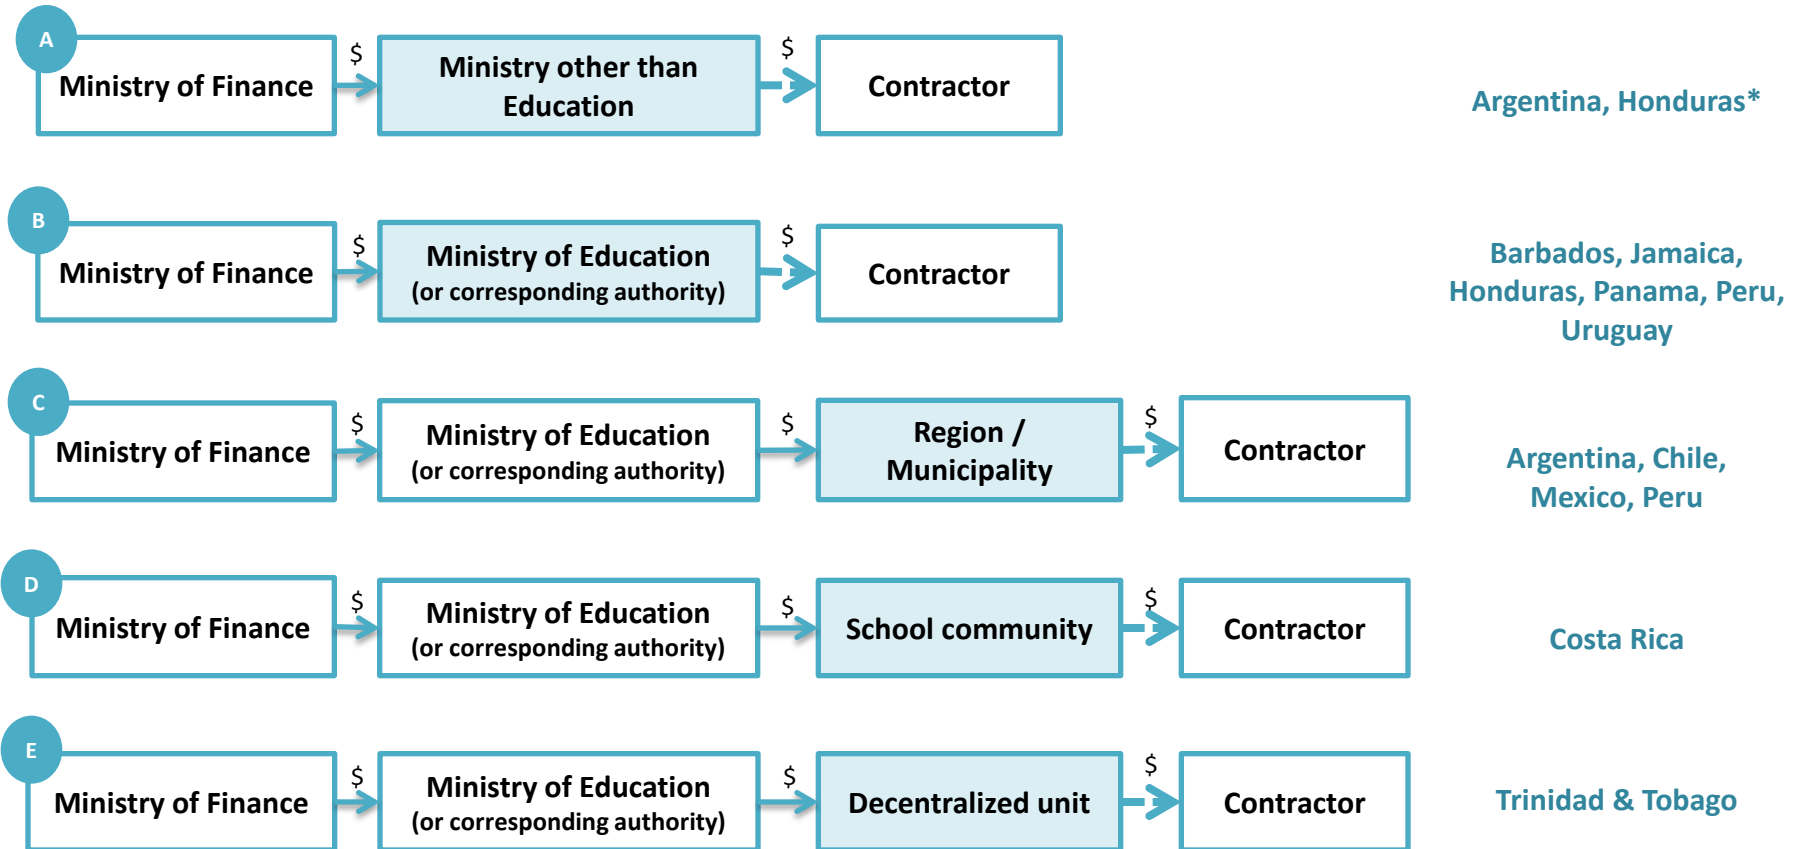 A
Ministry of Finance
$
Ministry other than
Education
$
Contractor
Argentina, Honduras*
B
Ministry of Finance
$
Ministry of Education
(or corresponding authority)
$
Contractor
Barbados, Jamaica,
Honduras, Panama, Peru,
Uruguay
C
Ministry of Finance
$
Ministry of Education
(or corresponding authority)
$
Region /
Municipality
$
Contractor
Argentina, Chile,
Mexico, Peru
D
Ministry of Finance
$
Ministry of Education
(or corresponding authority)
$
School community
$
Contractor
Costa Rica
E
Ministry of Finance
$
Ministry of Education
(or corresponding authority)
$
Decentralized unit
$
Contractor
Trinidad & Tobago